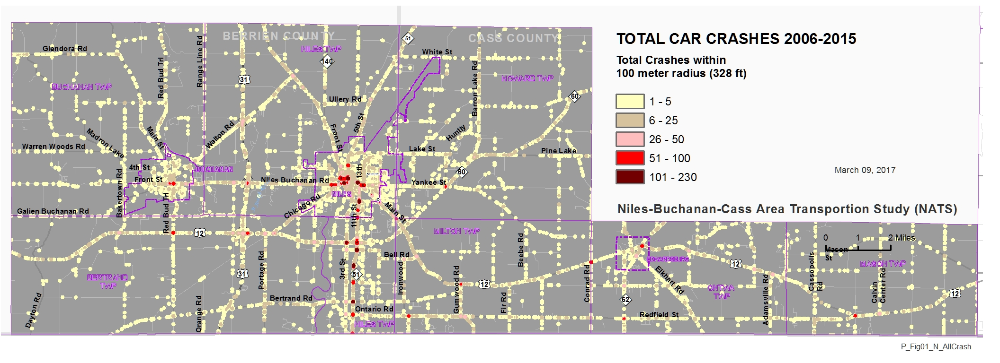 BERRIEN COUNTY
CASS COUNTY
51
TOTAL CAR CRASHES 2006-2015
Glendora Rd
NILES TWP
White St
140
Total Crashes within
100 meter radius (328 ft)
Red Bud Trl
Range Line Rd
31
Barron Lake Rd
HOWARD TWP
BUCHANAN TWP
Ullery Rd
60
1 - 5
6 - 25
26 - 50
51 - 100
101 - 230
March 09, 2017
Madron Lake
Main St
Walton Rd
Front St
5th St
Huntly
Warren Woods Rd
Lake St
Pine Lake
4th St
BUCHANAN
13th
60
Front St
Niles Buchanan Rd
Yankee St
Bakertown Rd
NILES
Chicago Rd
Red Bud Trl
11th St
Main St
Galien Buchanan Rd
Niles-Buchanan-Cass Area Transportion Study (NATS)
12
MILTON TWP
0 1 2 Miles
Mason
St
Beebe Rd
Bell Rd
Portage Rd
3rd St
51
Ironwood
EDWARDSBURG
12
MASON TWP
31
BERTRAND
TWP
Gumwood Rd
12
Conrad Rd
Elkhart Rd
ONTWA
TWP
Adamsville Rd
Cassopolis
Rd
Calvin
Center Rd
12
Dayton Rd
Orange Rd
Bertrand Rd
Ontario Rd
Fir Rd
62
Redfield St
NILES TWP
P_Fig01_N_AllCrash